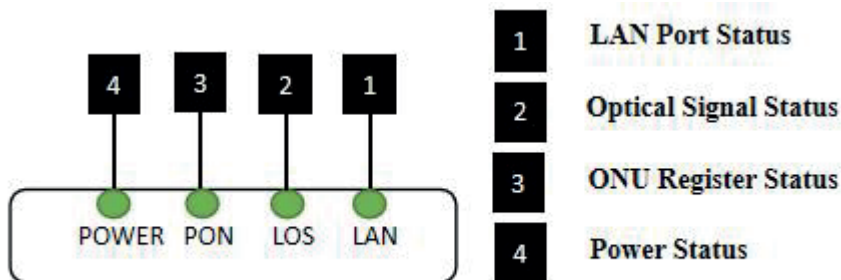 4 3 2 1
POWER PON LOS LAN
1 LAN Port Status
2 Optical Signal Status
3 ONU Register Status
4 Power Status